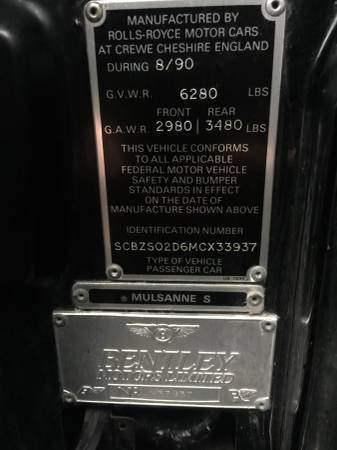 MANUFACTURED BY
ROLLS-ROYCE MOTOR CARS
AT CREWE CHESHIRE ENGLAND
DURING 8/90
G.V.W.R. 6280 LBS
FRONT REAR
G.A.W.R. 2980 | 3480 LBS
THIS VEHICLE CONFORMS
TO ALL APPLICABLE
FEDERAL MOTOR VEHICLE
SAFETY AND BUMPER
STANDARDS IN EFFECT
ON THE DATE OF
MANUFACTURE SHOWN ABOVE
IDENTIFICATION NUMBER
SCBZS02D6MCX33937
TYPE OF VEHICLE
PASSENGER CAR
® MULSANNE S
B
BENTLEY
MOTORS LIMITED